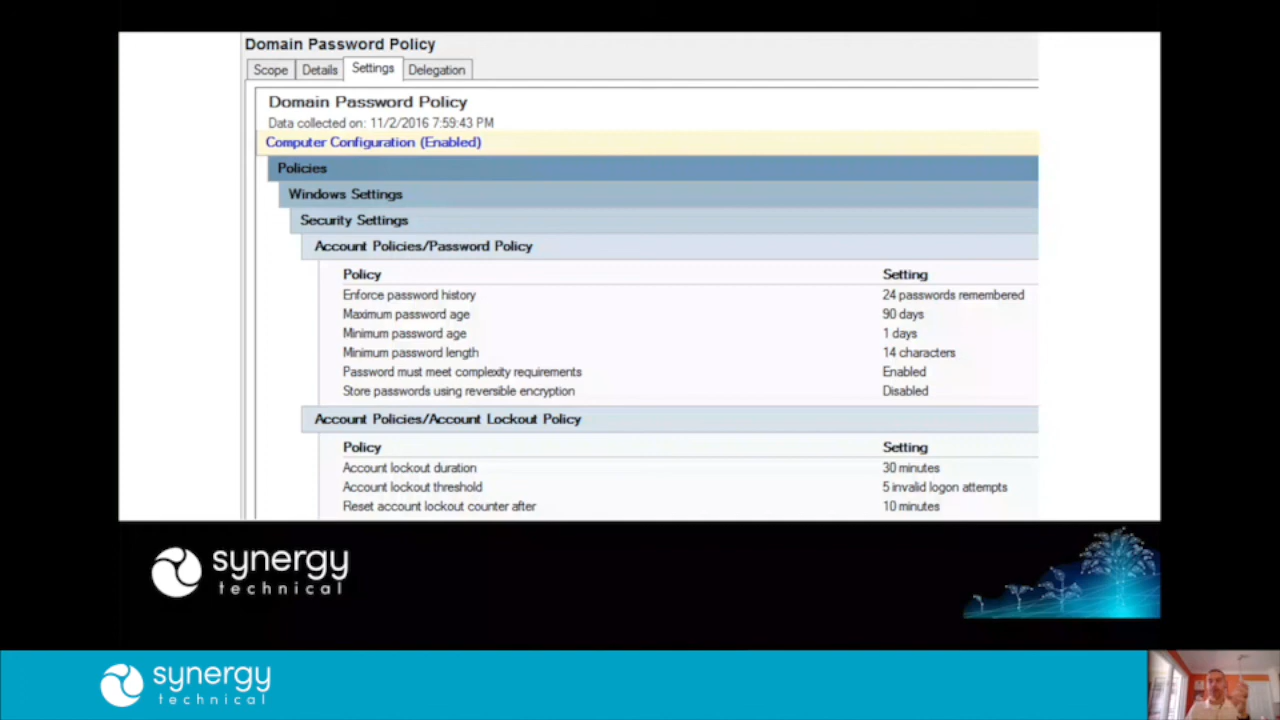 Domain Password Policy
Scope Details Settings Delegation
Domain Password Policy
Data collected on: 11/2/2016 7:59:43 PM
Computer Configuration (Enabled)
Policies
Windows Settings
Security Settings
Account Policies/Password Policy
Policy Setting
Enforce password history 24 passwords remembered
Maximum password age 90 days
Minimum password age 1 days
Minimum password length 14 characters
Password must meet complexity requirements Enabled
Store passwords using reversible encryption Disabled
Account Policies/Account Lockout Policy
Policy Setting
Account lockout duration 30 minutes
Account lockout threshold 5 invalid logon attempts
Reset account lockout counter after 10 minutes
synergy
technical
synergy
technical